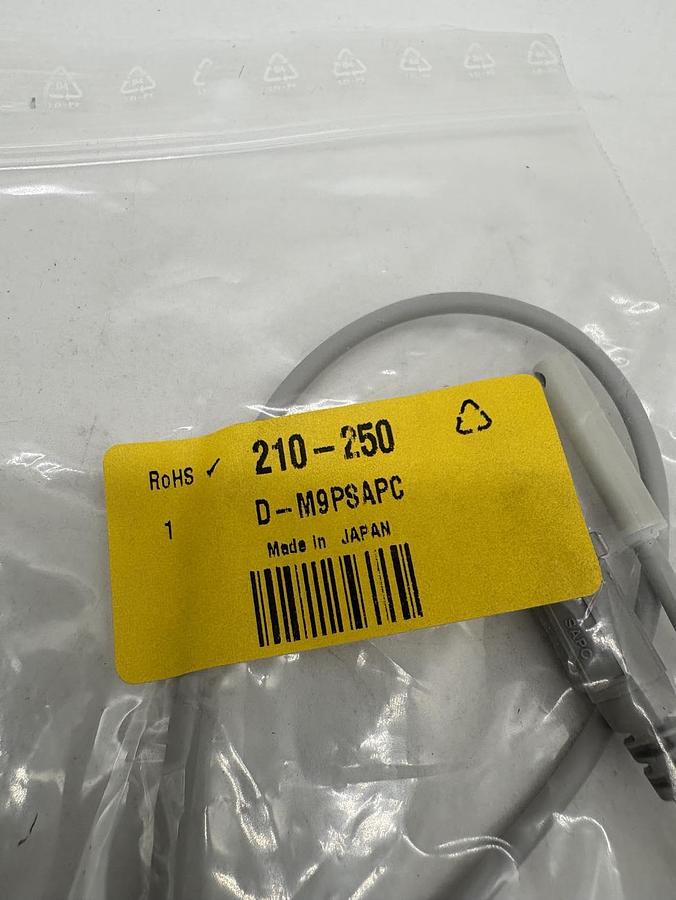 RoHS ✓ 210-250
1 D-M9PSAPC
Made in JAPAN
SAPC